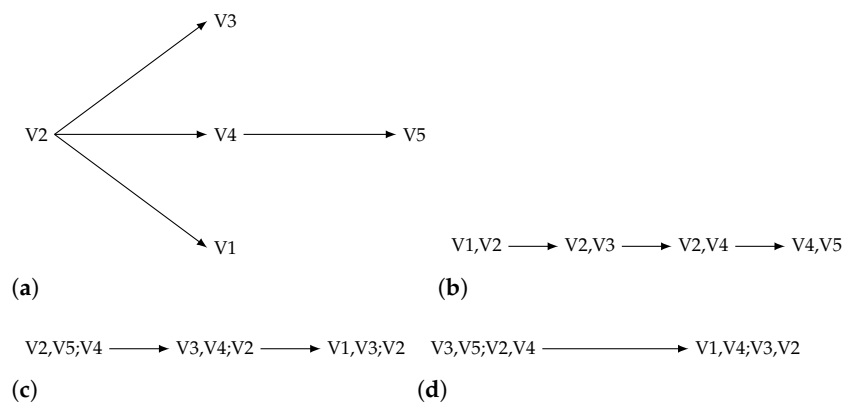 V3
V2 V4 V5
V1
(a)
V1,V2 V2,V3 V2,V4 V4,V5
(b)
V2,V5;V4 V3,V4;V2 V1,V3;V2
(c)
V3,V5;V2,V4 V1,V4;V3,V2
(d)